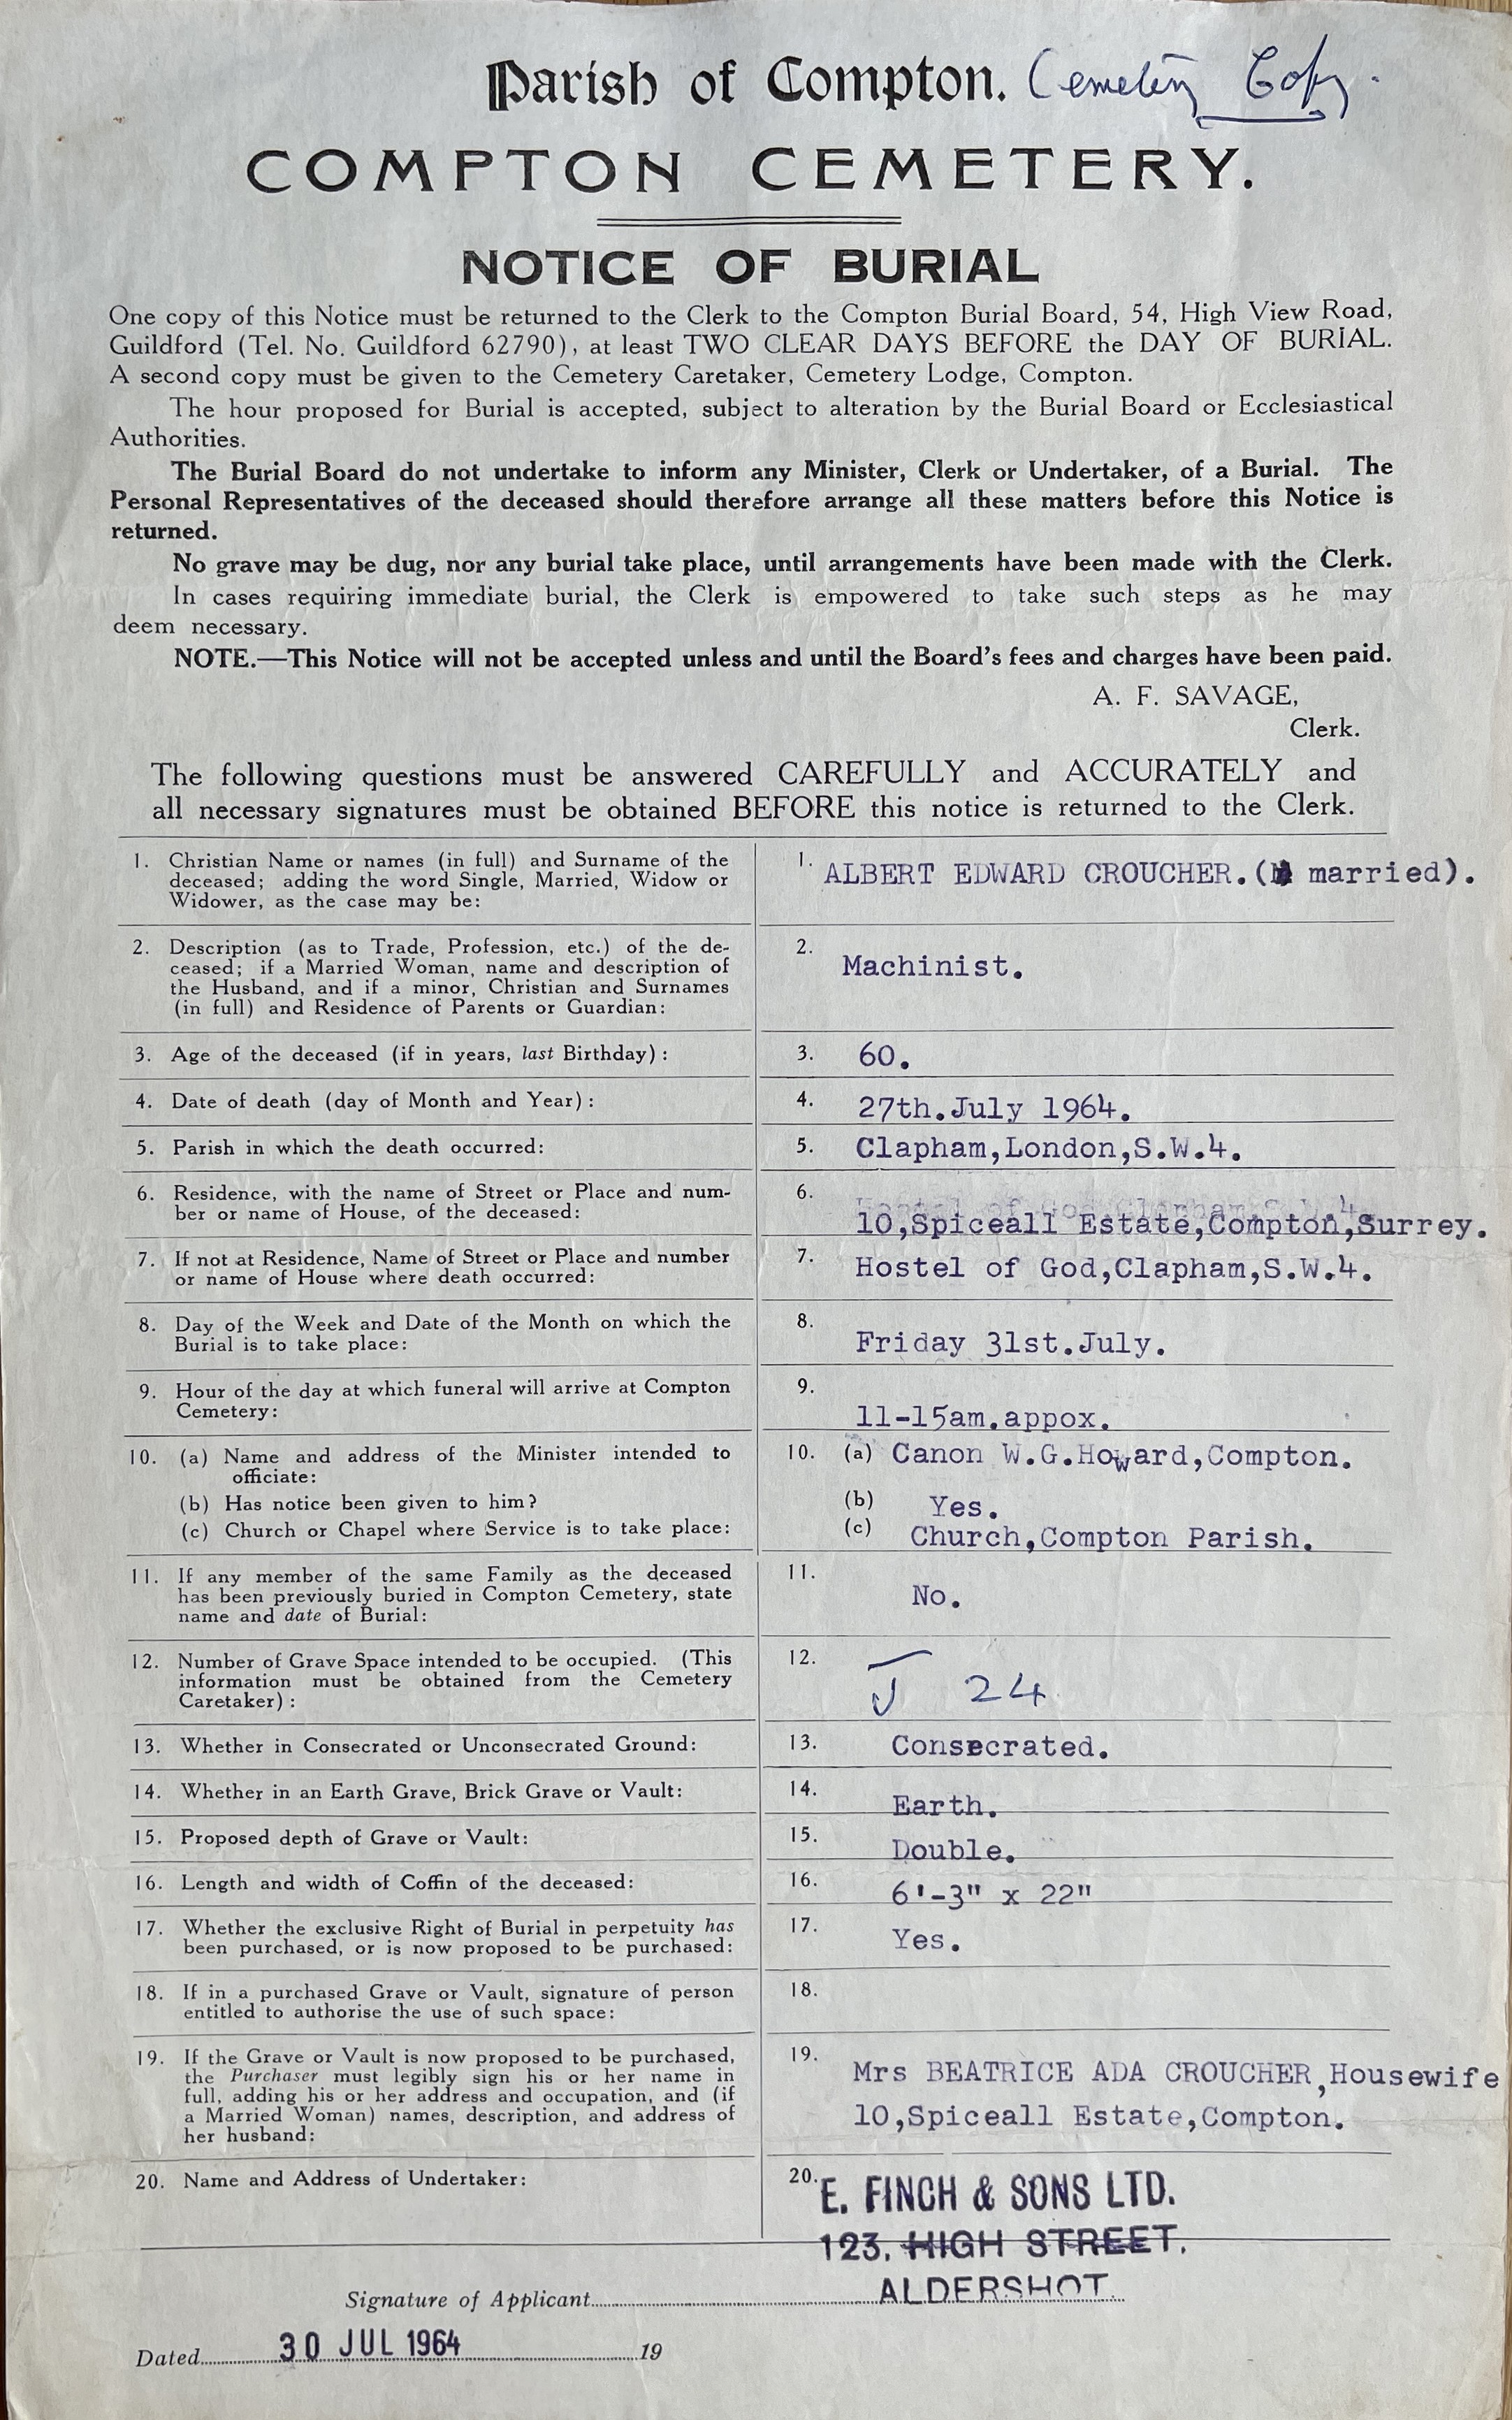 Parish of Compton. Cemetery Copy.
COMPTON CEMETERY.
NOTICE OF BURIAL
One copy of this Notice must be returned to the Clerk to the Compton Burial Board, 54, High View Road,
Guildford (Tel. No. Guildford 62790), at least TWO CLEAR DAYS BEFORE the DAY OF BURIAL.
A second copy must be given to the Cemetery Caretaker, Cemetery Lodge, Compton.
The hour proposed for Burial is accepted, subject to alteration by the Burial Board or Ecclesiastical
Authorities.
The Burial Board do not undertake to inform any Minister, Clerk or Undertaker, of a Burial. The
Personal Representatives of the deceased should therefore arrange all these matters before this Notice is
returned.
No grave may be dug, nor any burial take place, until arrangements have been made with the Clerk.
In cases requiring immediate burial, the Clerk is empowered to take such steps as he may
deem necessary.
NOTE.—This Notice will not be accepted unless and until the Board's fees and charges have been paid.
A. F. SAVAGE,
Clerk.
The following questions must be answered CAREFULLY and ACCURATELY and
all necessary signatures must be obtained BEFORE this notice is returned to the Clerk.
1. Christian Name or names (in full) and Surname of the
deceased; adding the word Single, Married, Widow or
Widower, as the case may be:
1. ALBERT EDWARD CROUCHER. ( married).
2. Description (as to Trade, Profession, etc.) of the de-
ceased; if a Married Woman, name and description of
the Husband, and if a minor, Christian and Surnames
(in full) and Residence of Parents or Guardian:
2. Machinist.
3. Age of the deceased (if in years, last Birthday):
3. 60.
4. Date of death (day of Month and Year):
4. 27th.July 1964.
5. Parish in which the death occurred:
5. Clapham,London,S.W.4.
6. Residence, with the name of Street or Place and num-
ber or name of House, of the deceased:
6. Hostel of God,Clapham,S.W.4.
10,Spiceall Estate,Compton,Surrey.
7. If not at Residence, Name of Street or Place and number
or name of House where death occurred:
7. Hostel of God,Clapham,S.W.4.
8. Day of the Week and Date of the Month on which the
Burial is to take place:
8. Friday 31st.July.
9. Hour of the day at which funeral will arrive at Compton
Cemetery:
9. 11-15am.appox.
10. (a) Name and address of the Minister intended to
officiate:
(b) Has notice been given to him?
(c) Church or Chapel where Service is to take place:
10. (a) Canon W.G.Howard,Compton.
(b) Yes.
(c) Church,Compton Parish.
11. If any member of the same Family as the deceased
has been previously buried in Compton Cemetery, state
name and date of Burial:
11. No.
12. Number of Grave Space intended to be occupied. (This
information must be obtained from the Cemetery
Caretaker):
12. J 24
13. Whether in Consecrated or Unconsecrated Ground:
13. Consecrated.
14. Whether in an Earth Grave, Brick Grave or Vault:
14. Earth.
15. Proposed depth of Grave or Vault:
15. Double.
16. Length and width of Coffin of the deceased:
16. 6'-3" x 22"
17. Whether the exclusive Right of Burial in perpetuity has
been purchased, or is now proposed to be purchased:
17. Yes.
18. If in a purchased Grave or Vault, signature of person
entitled to authorise the use of such space:
18.
19. If the Grave or Vault is now proposed to be purchased,
the Purchaser must legibly sign his or her name in
full, adding his or her address and occupation, and (if
a Married Woman) names, description, and address of
her husband:
19. Mrs BEATRICE ADA CROUCHER,Housewife
10,Spiceall Estate,Compton.
20. Name and Address of Undertaker:
20. E. FINCH & SONS LTD.
123, HIGH STREET.
ALDERSHOT.
Signature of Applicant
Dated 30 JUL 1964 19